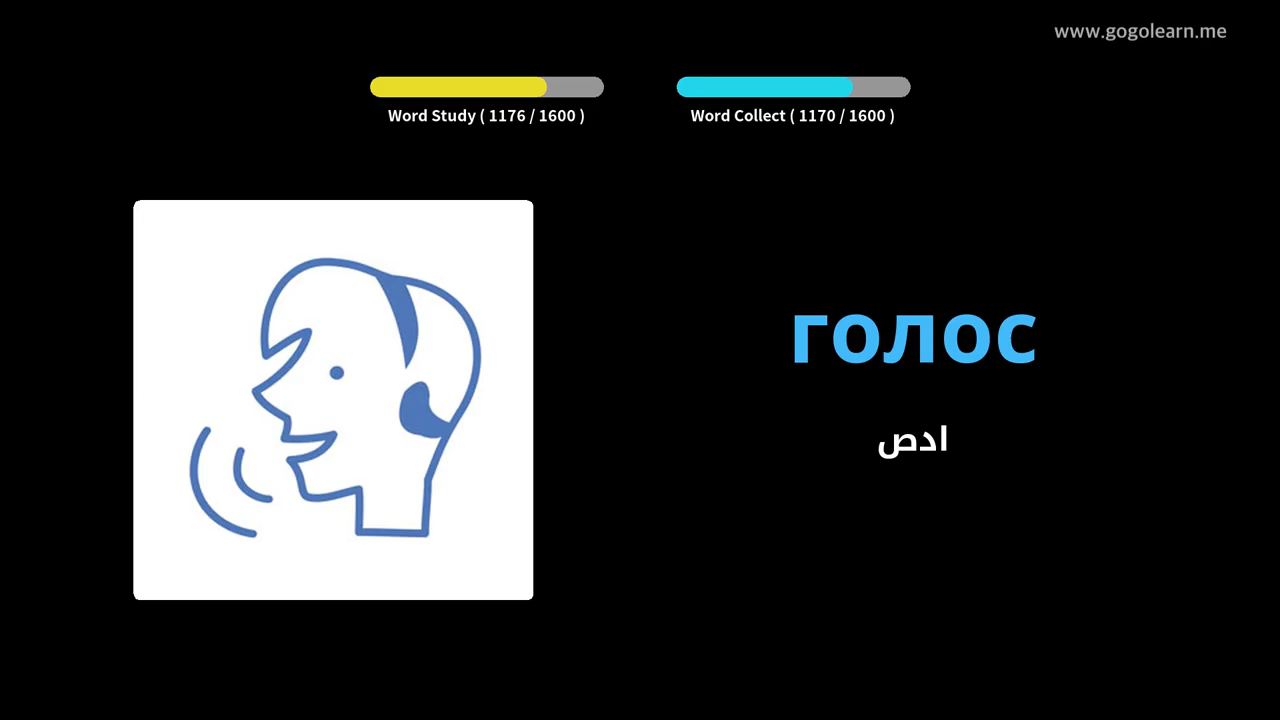 www.gogolearn.me
Word Study ( 1176 / 1600 )
Word Collect ( 1170 / 1600 )
голос
ادص